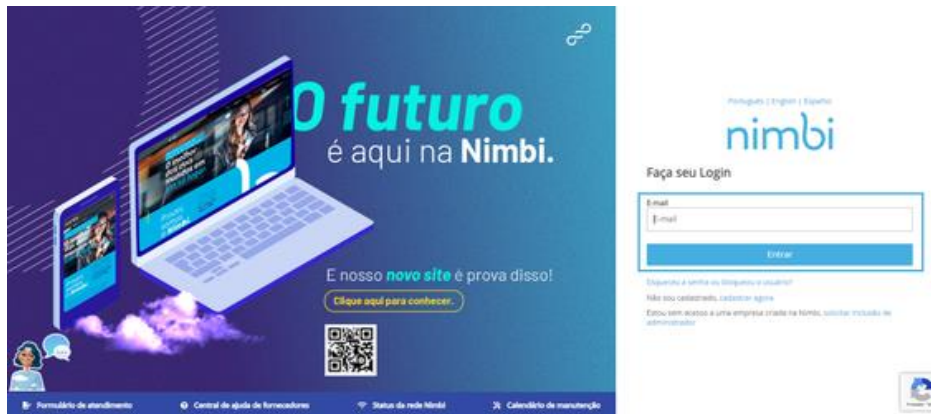 O futuro
é aqui na Nimbi.
E nosso novo site é prova disso!
Clique aqui para conhecer.
Formulário de atendimento
Central de ajuda de fornecedores
Status da rede Nimbi
Calendário de manutenção
Português | English | Español
nimbi
Faça seu Login
E-mail
E-mail
Entrar
Esqueceu a senha ou bloqueou o usuário?
Não sou cadastrado, cadastrar agora
Estou sem acesso a uma empresa criada na Nimbi, solicitar inclusão de
administrador